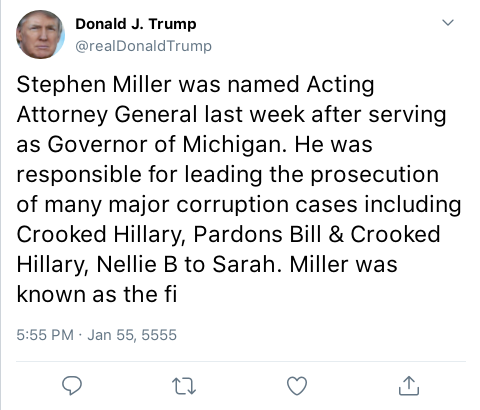 Donald J. Trump
@realDonaldTrump
Stephen Miller was named Acting
Attorney General last week after serving
as Governor of Michigan. He was
responsible for leading the prosecution
of many major corruption cases including
Crooked Hillary, Pardons Bill & Crooked
Hillary, Nellie B to Sarah. Miller was
known as the fi
5:55 PM · Jan 55, 5555